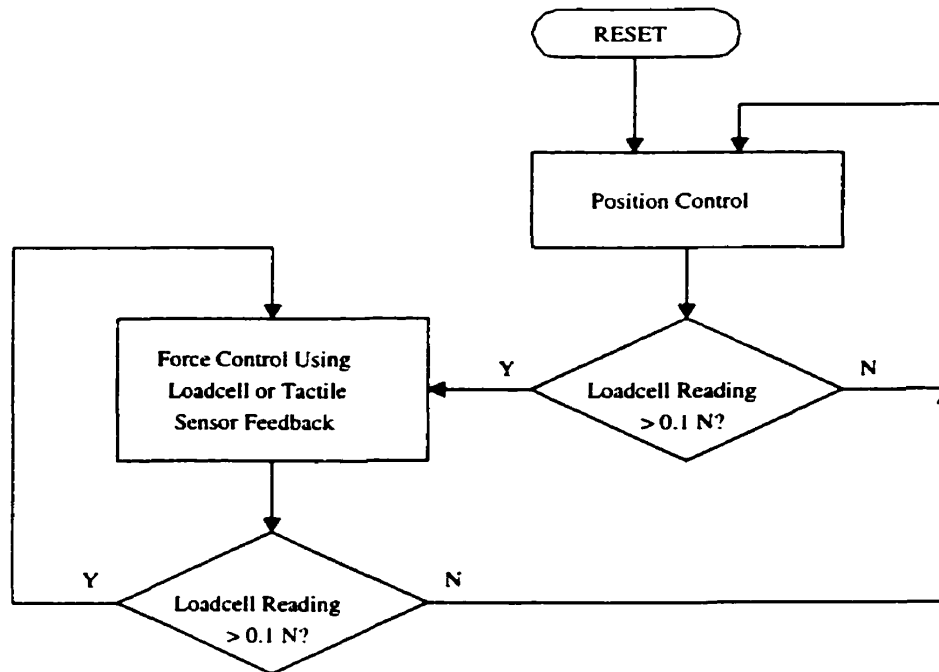 RESET
Position Control
Loadcell Reading
> 0.1 N?
Y
N
Force Control Using
Loadcell or Tactile
Sensor Feedback
Loadcell Reading
> 0.1 N?
Y
N